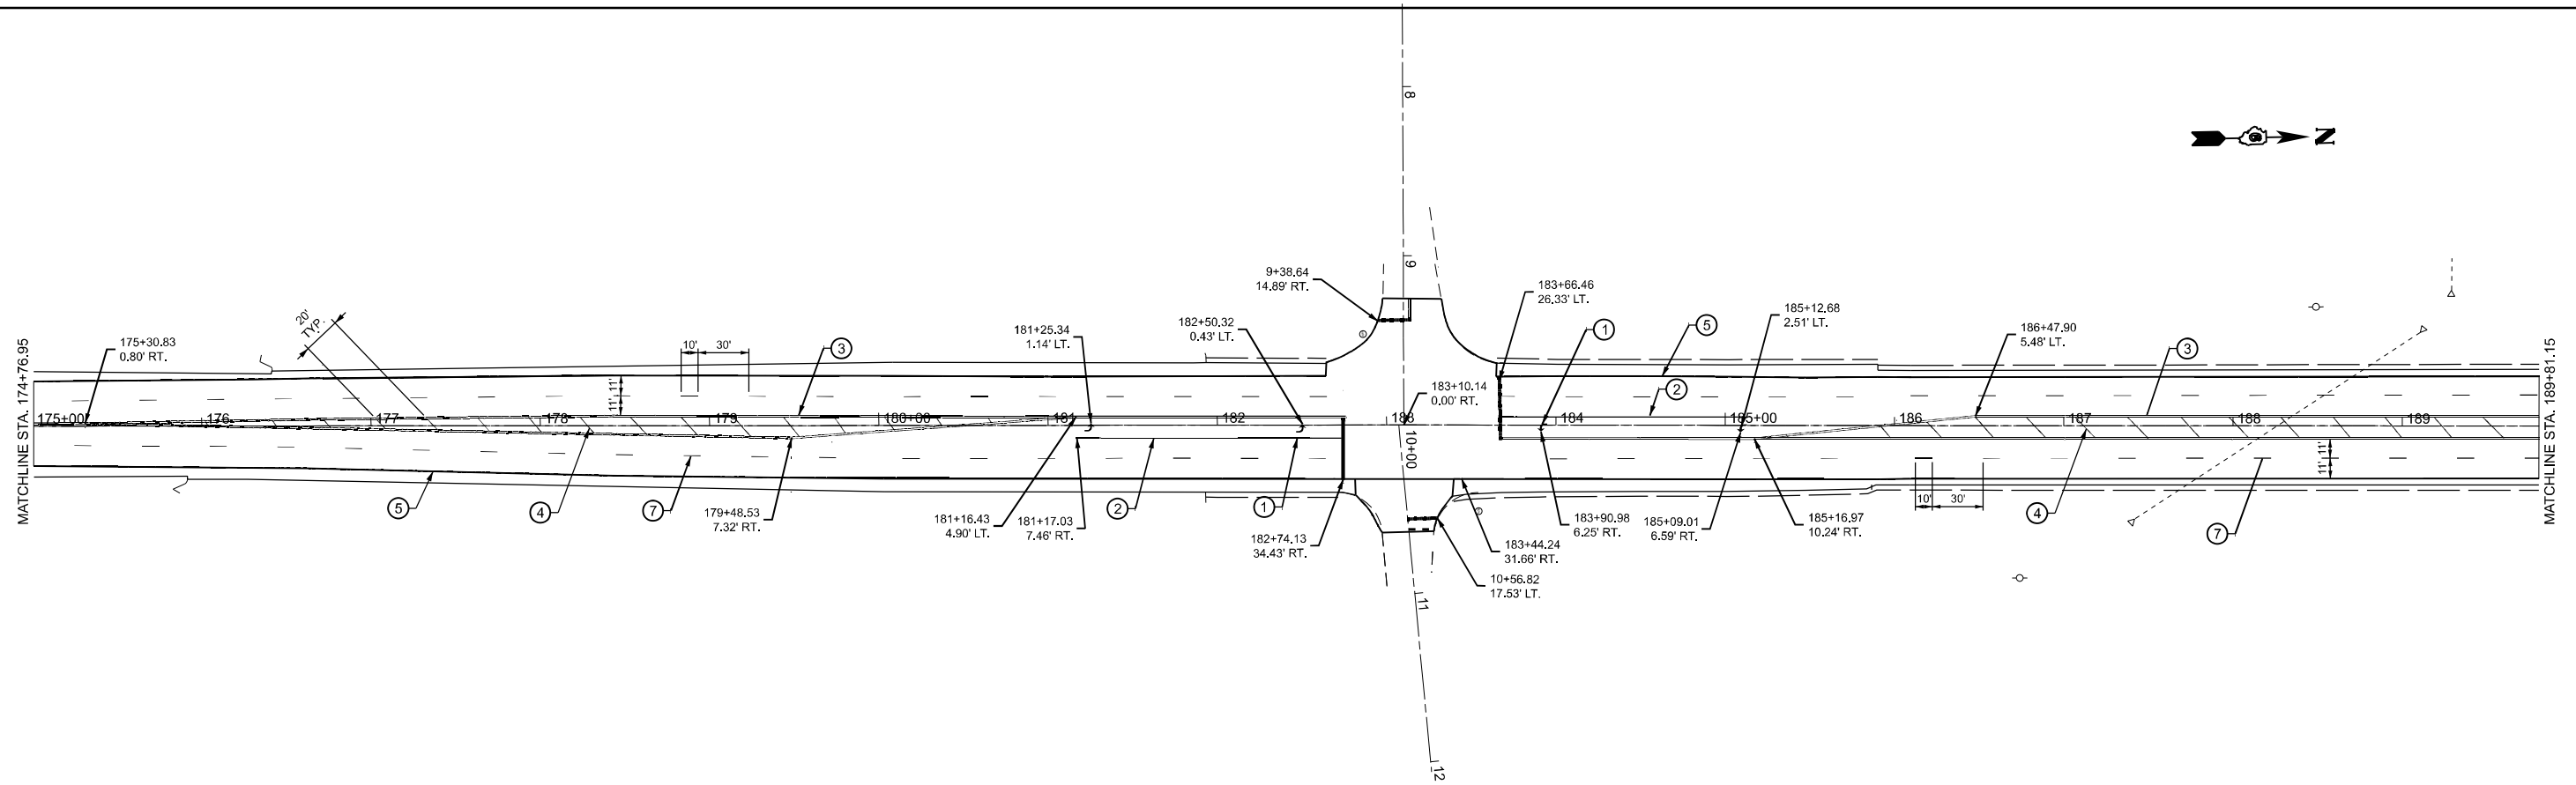 8
N
9
9+38.64
14.89' RT.
183+66.46
26.33' LT.
185+12.68
2.51' LT.
186+47.90
5.48' LT.
20'
TYP.
175+30.83
0.80' RT.
10'
30'
3
181+25.34
1.14' LT.
182+50.32
0.43' LT.
1
5
3
MATCHLINE STA. 174+76.95
MATCHLINE STA. 189+81.15
11'
11'
183+10.14
0.00' RT.
2
175+00
176
177
178
179
180+00
181
182
183
184
185+00
186
187
188
189
10+00
11'
11'
10'
30'
5
4
7
179+48.53
7.32' RT.
181+16.43
4.90' LT.
181+17.03
7.46' RT.
2
1
182+74.13
34.43' RT.
183+44.24
31.66' RT.
183+90.98
6.25' RT.
185+09.01
6.59' RT.
185+16.97
10.24' RT.
4
7
10+56.82
17.53' LT.
11
12